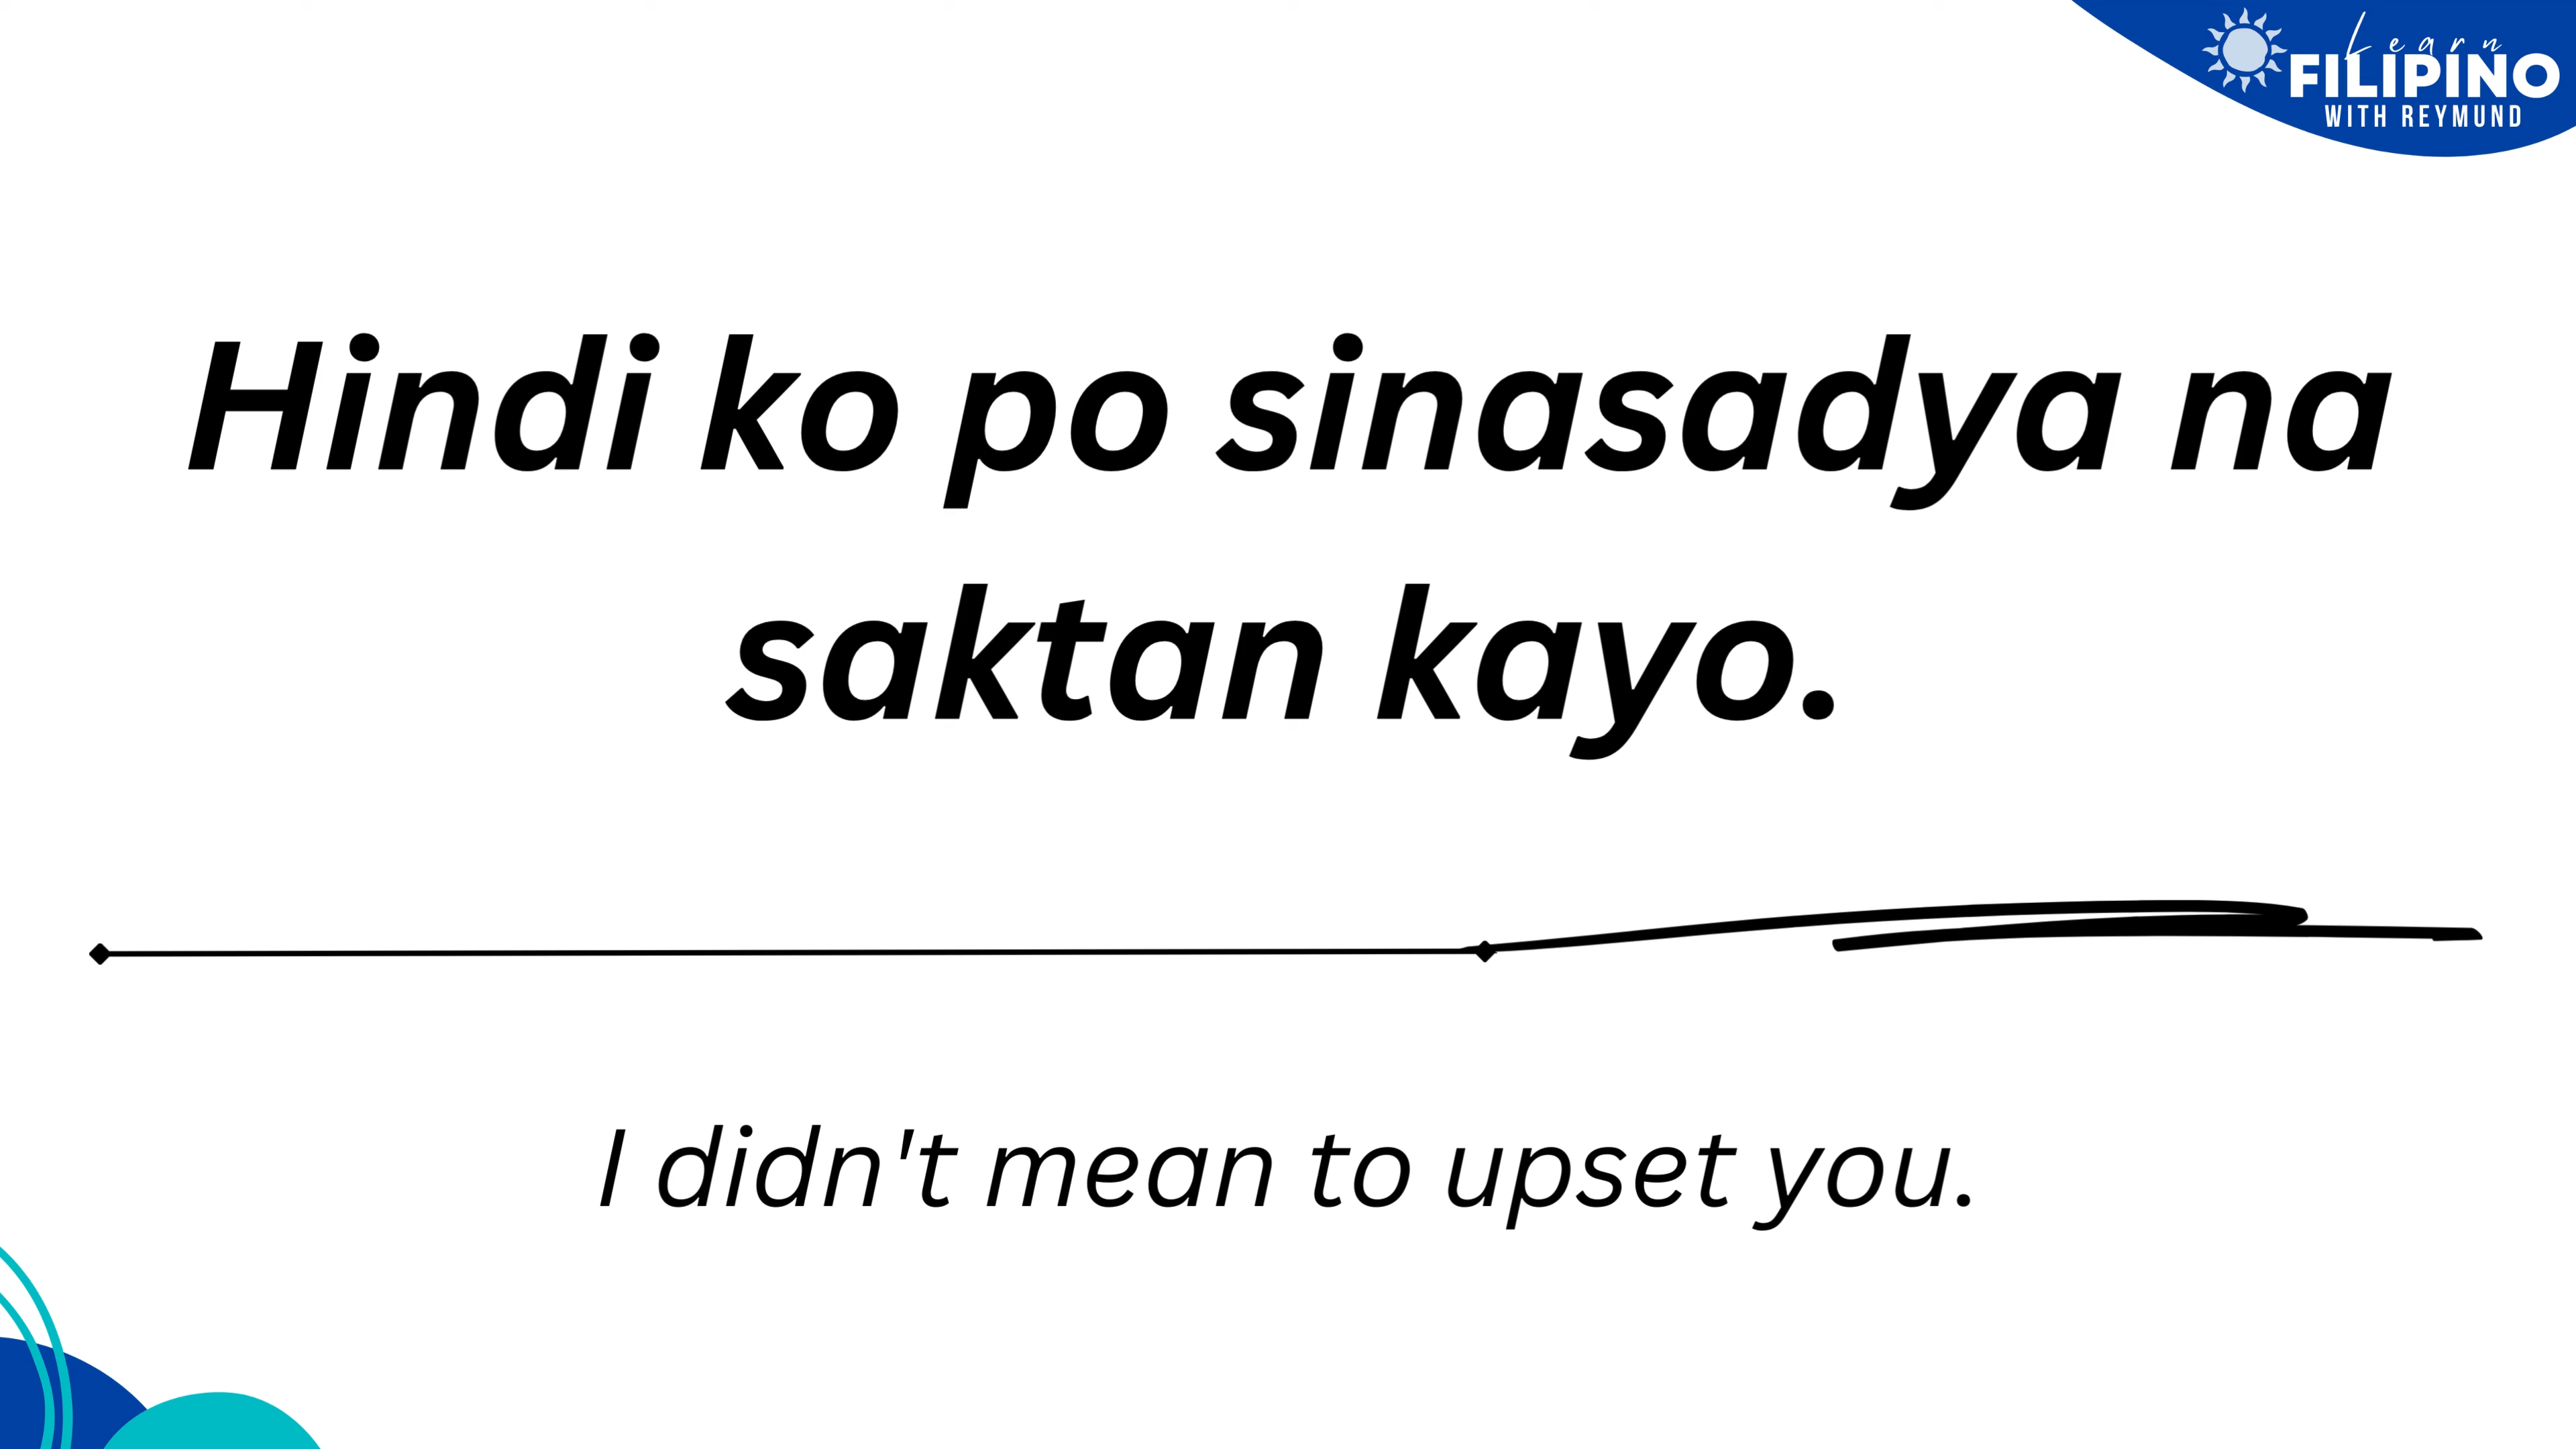 Learn
FILIPINO
WITH REYMUND
Hindi ko po sinasadya na
saktan kayo.
I didn't mean to upset you.